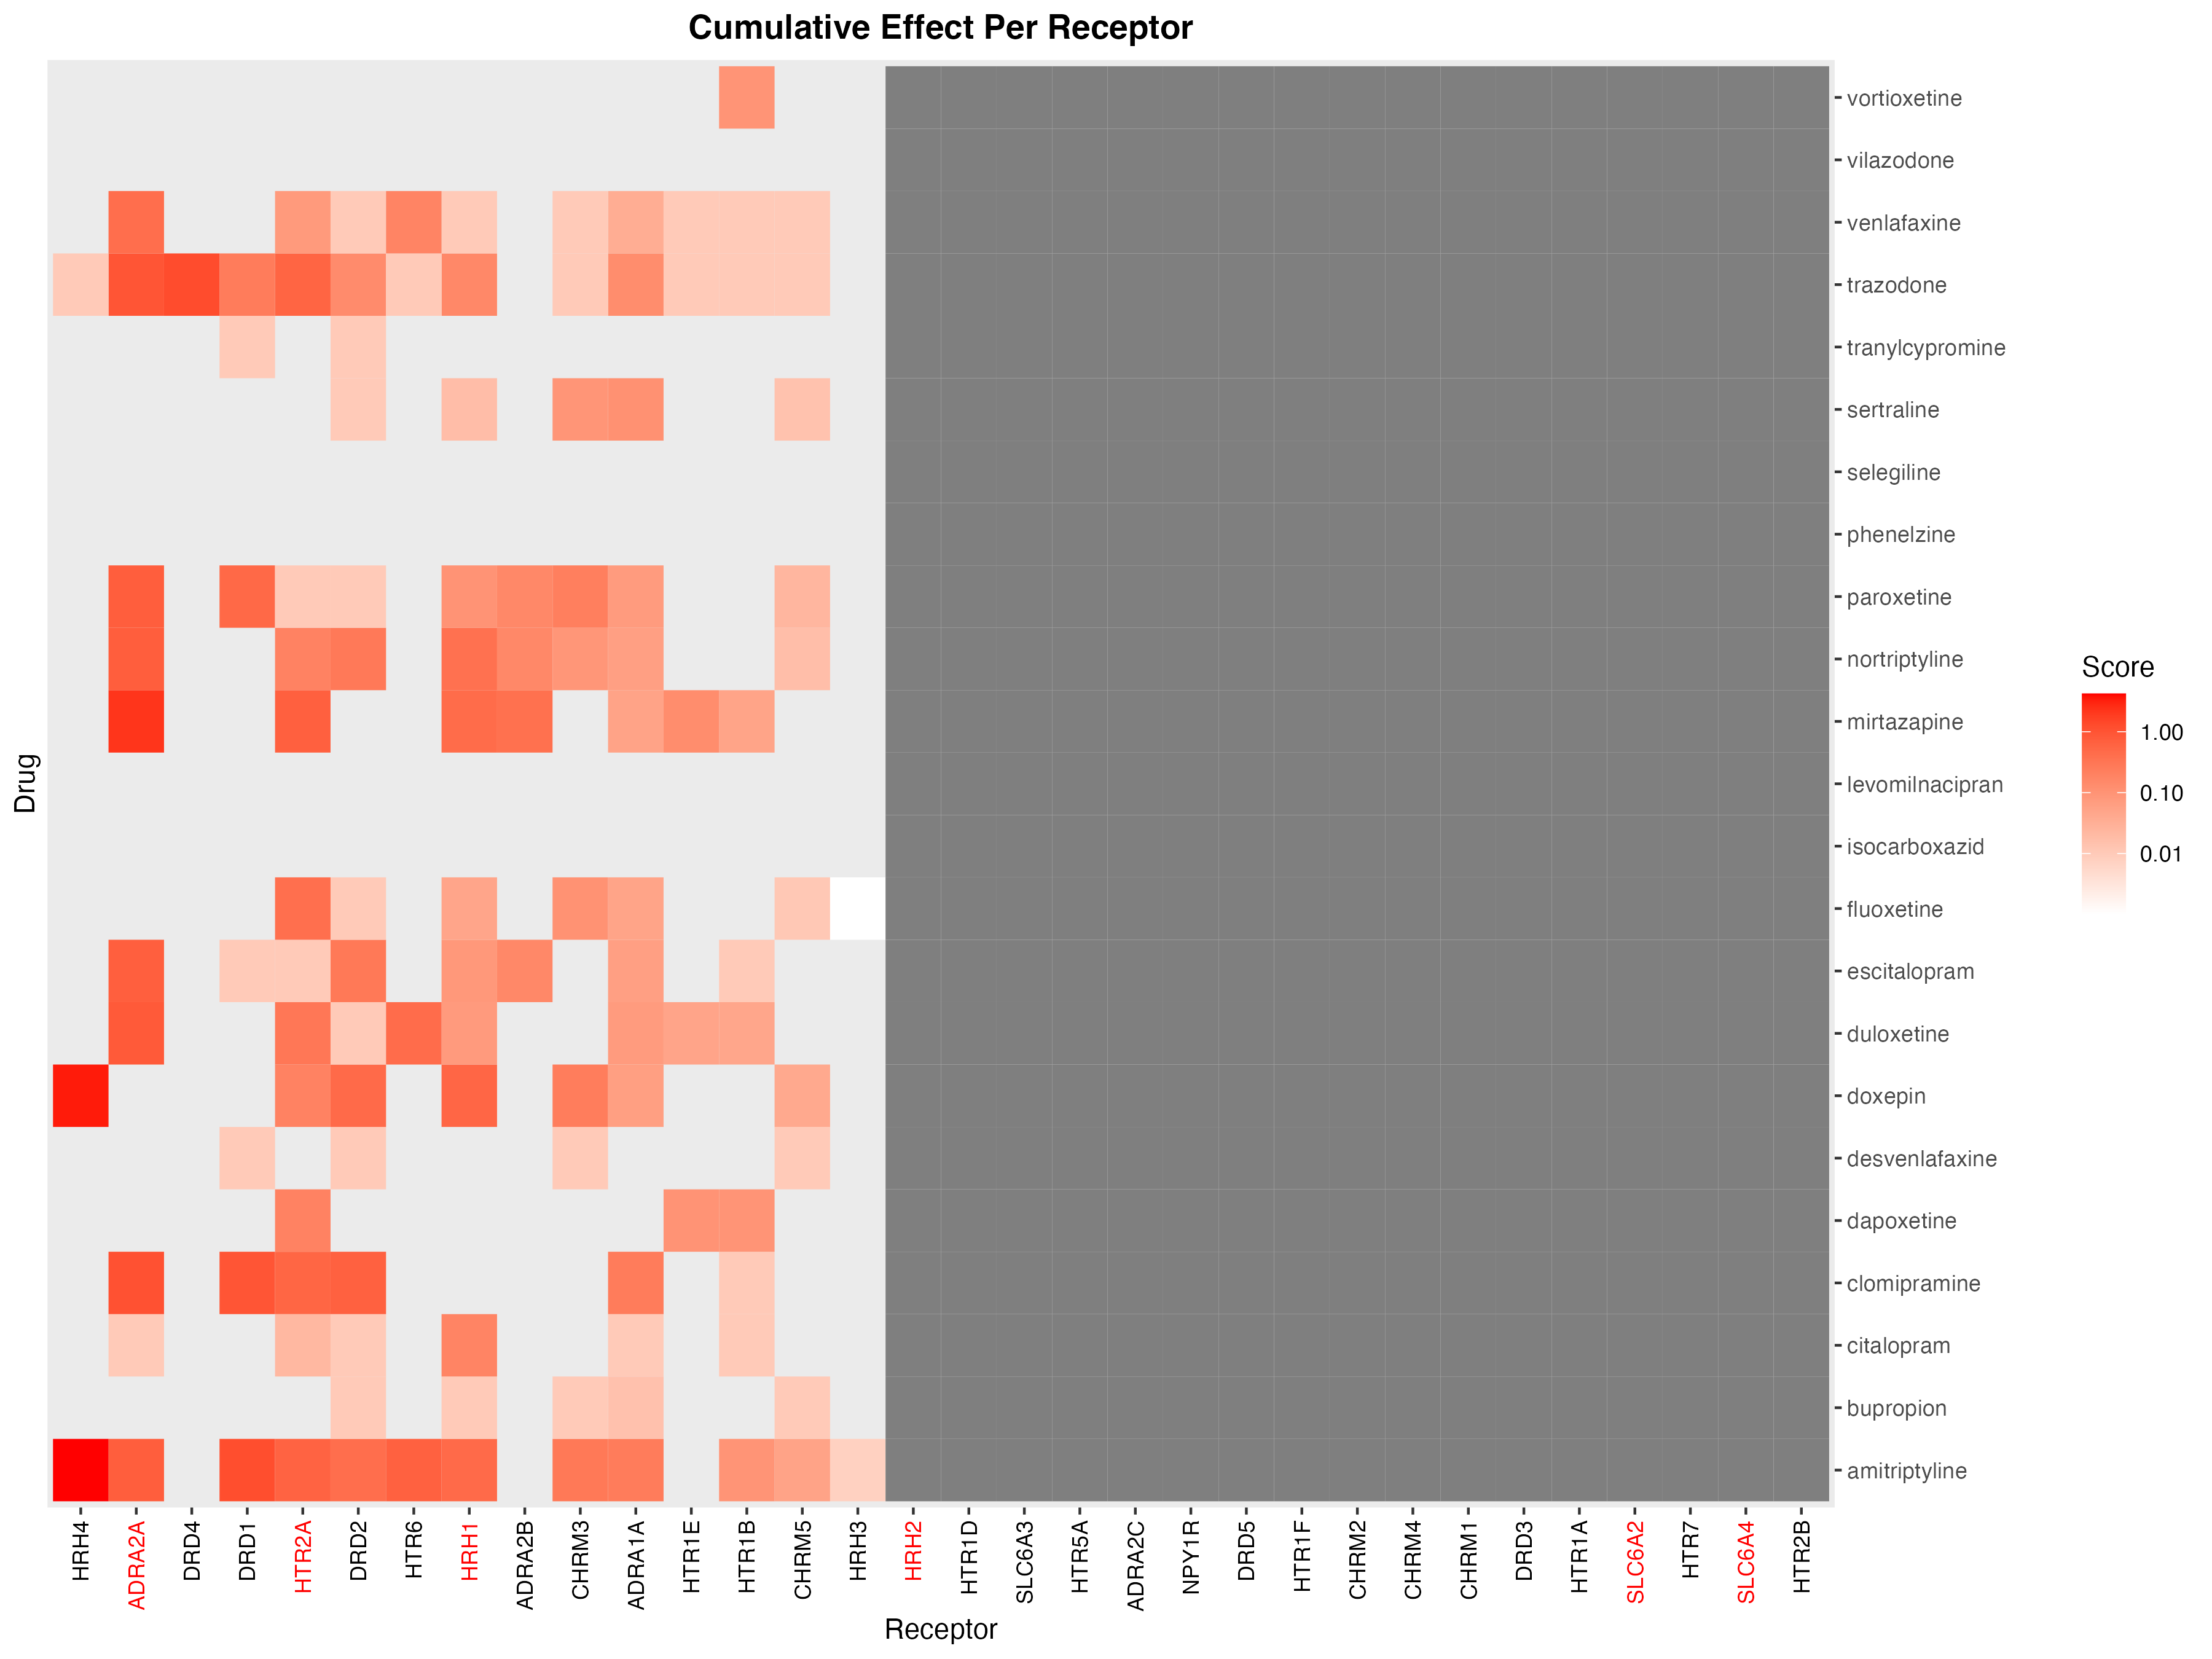 Cumulative Effect Per Receptor
Drug
vortioxetine
vilazodone
venlafaxine
trazodone
tranylcypromine
sertraline
selegiline
phenelzine
paroxetine
nortriptyline
mirtazapine
levomilnacipran
isocarboxazid
fluoxetine
escitalopram
duloxetine
doxepin
desvenlafaxine
dapoxetine
clomipramine
citalopram
bupropion
amitriptyline
Score
1.00
0.10
0.01
HRH4
ADRA2A
DRD4
DRD1
HTR2A
DRD2
HTR6
HRH1
ADRA2B
CHRM3
ADRA1A
HTR1E
HTR1B
CHRM5
HRH3
HRH2
HTR1D
SLC6A3
HTR5A
ADRA2C
NPY1R
DRD5
HTR1F
CHRM2
CHRM4
CHRM1
DRD3
HTR1A
SLC6A2
HTR7
SLC6A4
HTR2B
Receptor